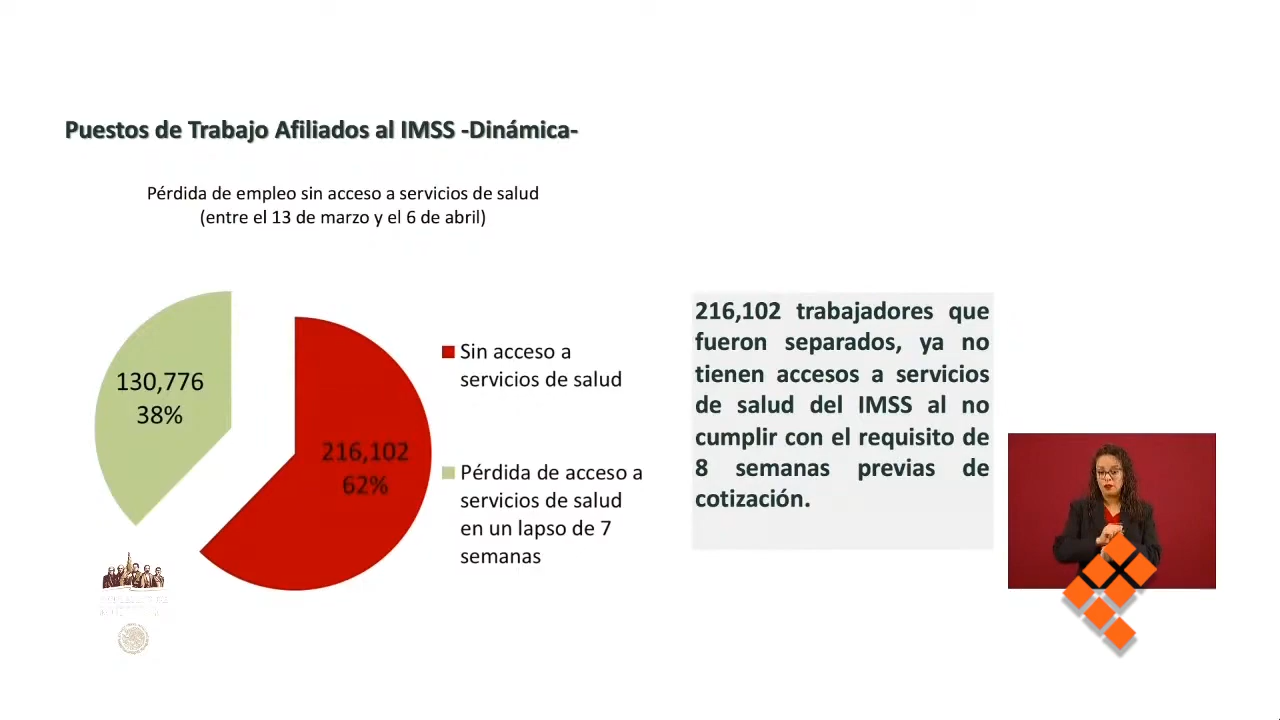 Puestos de Trabajo Afiliados al IMSS -Dinámica-
Pérdida de empleo sin acceso a servicios de salud
(entre el 13 de marzo y el 6 de abril)
130,776
38%
216,102
62%
Sin acceso a
servicios de salud
Pérdida de acceso a
servicios de salud
en un lapso de 7
semanas
216,102 trabajadores que
fueron separados, ya no
tienen accesos a servicios
de salud del IMSS al no
cumplir con el requisito de
8 semanas previas de
cotización.